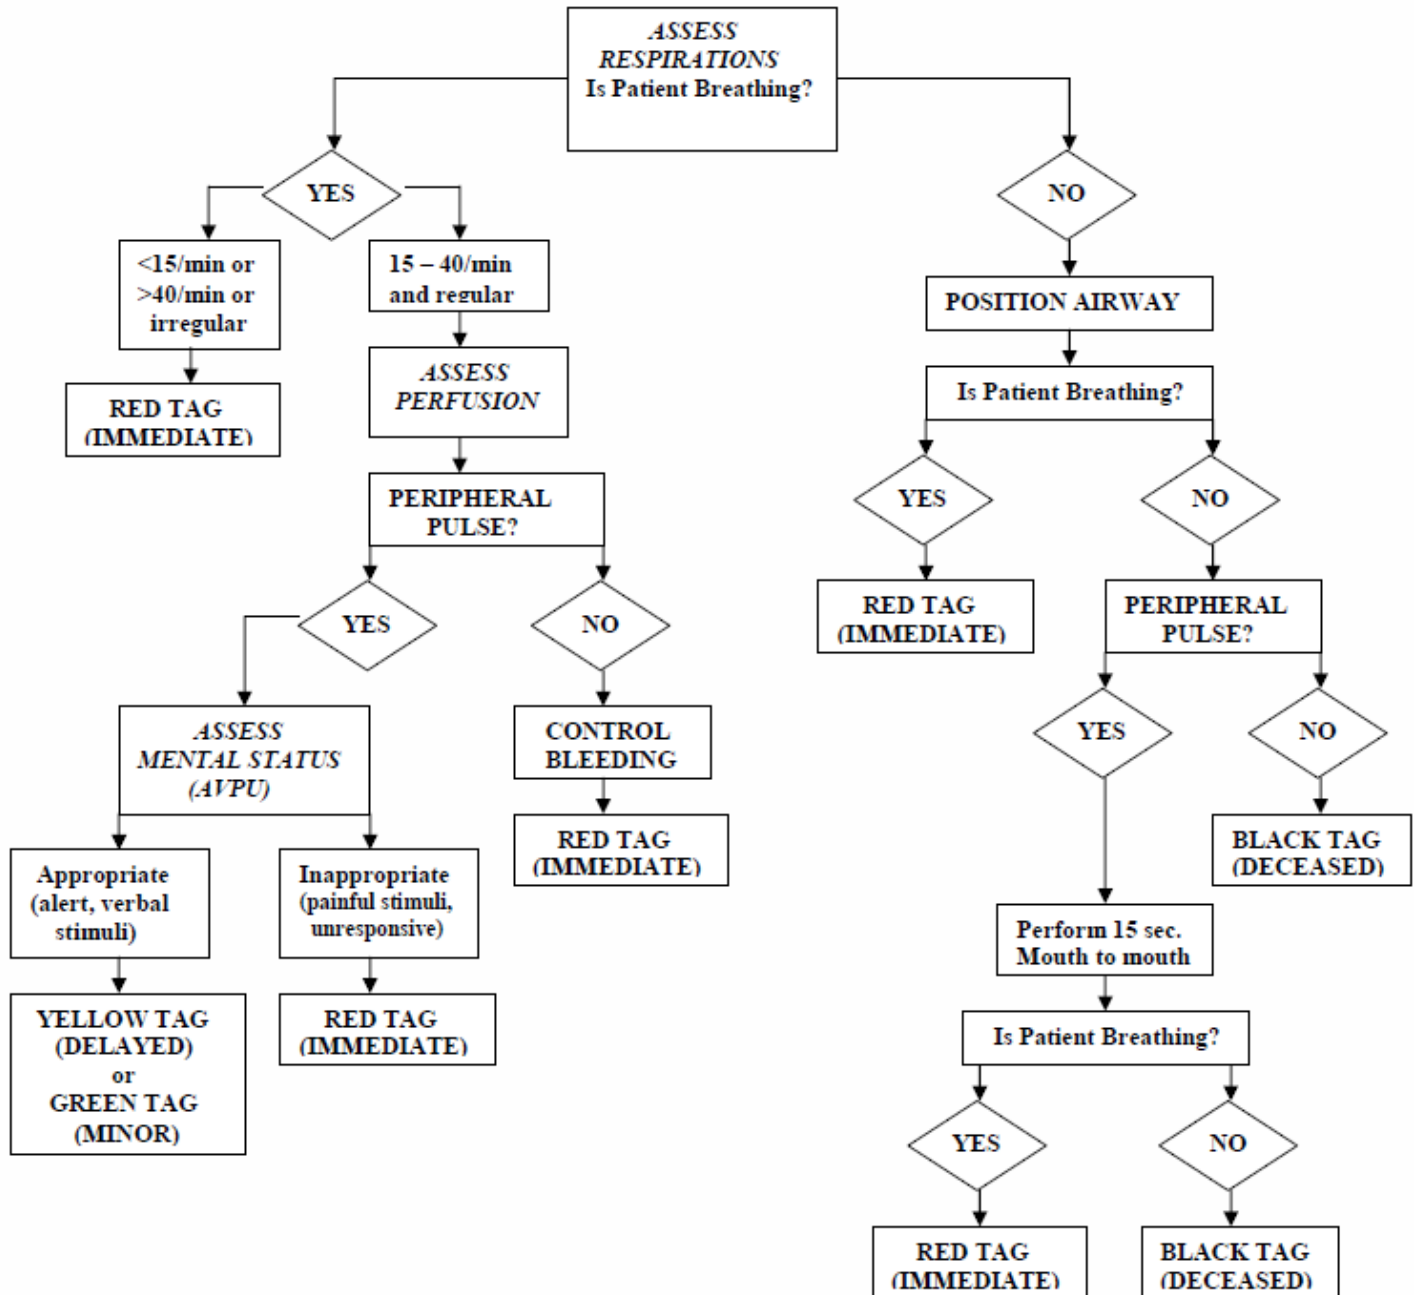 ASSESS
RESPIRATIONS
Is Patient Breathing?
YES
NO
<15/min or
>40/min or
irregular
15 – 40/min
and regular
POSITION AIRWAY
ASSESS
PERFUSION
Is Patient Breathing?
RED TAG
(IMMEDIATE)
PERIPHERAL
PULSE?
YES
NO
YES
NO
RED TAG
(IMMEDIATE)
PERIPHERAL
PULSE?
ASSESS
MENTAL STATUS
(AVPU)
CONTROL
BLEEDING
YES
NO
RED TAG
(IMMEDIATE)
BLACK TAG
(DECEASED)
Appropriate
(alert, verbal
stimuli)
Inappropriate
(painful stimuli,
unresponsive)
Perform 15 sec.
Mouth to mouth
YELLOW TAG
(DELAYED)
or
GREEN TAG
(MINOR)
RED TAG
(IMMEDIATE)
Is Patient Breathing?
YES
NO
RED TAG
(IMMEDIATE)
BLACK TAG
(DECEASED)